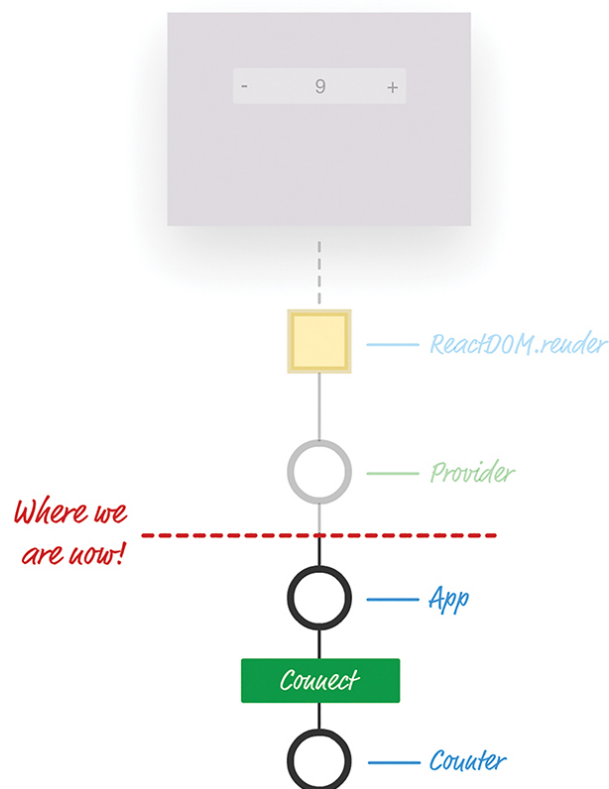 - 9 +
ReactDOM.render
Provider
Where we
are now!
App
Connect
Counter